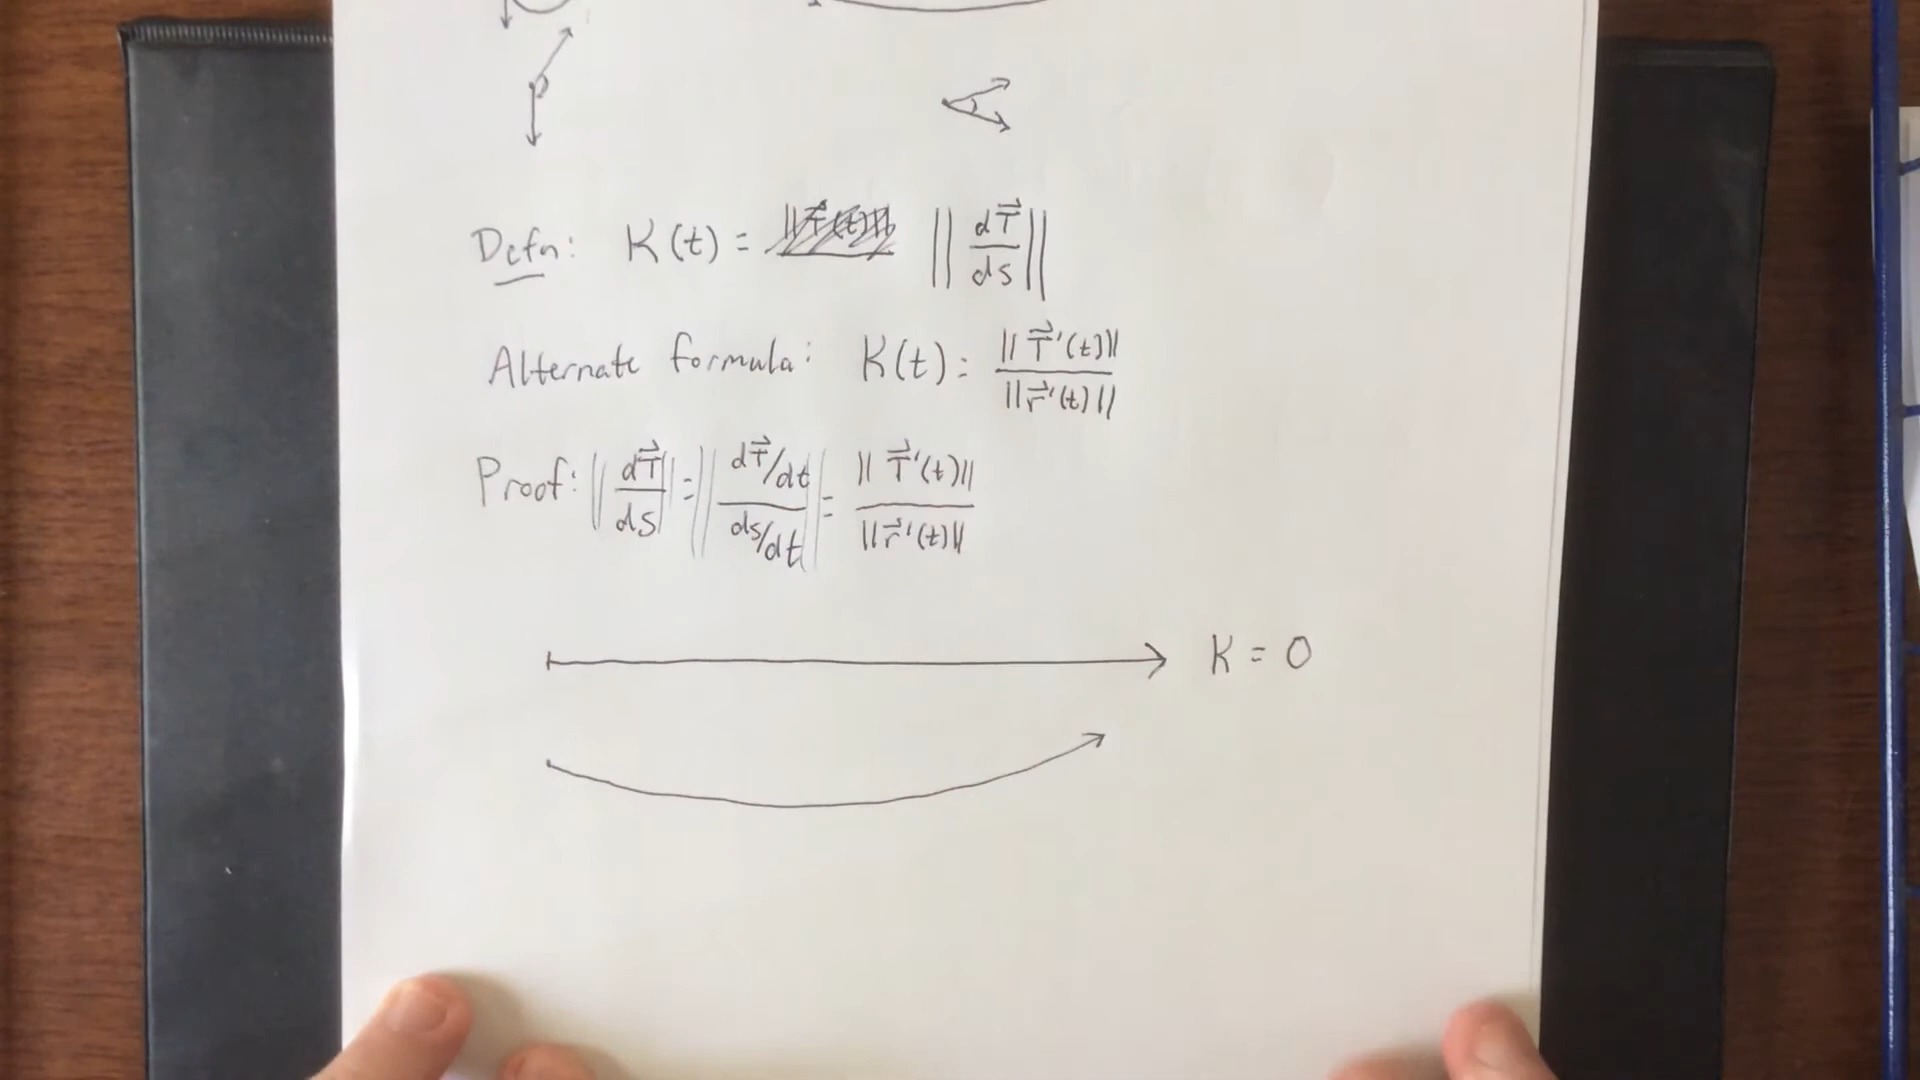 Defn: K(t) = || dT⃗/ds ||
Alternate formula: K(t) = ||T⃗'(t)|| / ||r⃗'(t)||
Proof: || dT⃗/ds || = || (dT⃗/dt) / (ds/dt) || = ||T⃗'(t)|| / ||r⃗'(t)||
K = 0